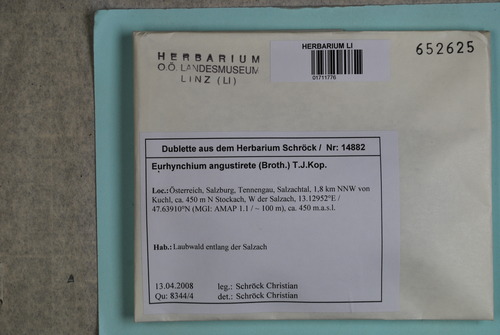 HERBARIUM
O.Ö. LANDESMUSEUM
LINZ (LI)
HERBARIUM LI
01711776
652625
Dublette aus dem Herbarium Schröck / Nr: 14882
Eurhynchium angustirete (Broth.) T.J.Kop.
Loc.:Österreich, Salzburg, Tennengau, Salzachtal, 1,8 km NNW von
Kuchl, ca. 450 m N Stockach, W der Salzach, 13.12952°E /
47.63910°N (MGI: AMAP 1.1 / ~ 100 m), ca. 450 m.a.s.l.
Hab.:Laubwald entlang der Salzach
13.04.2008 leg.: Schröck Christian
Qu: 8344/4 det.: Schröck Christian